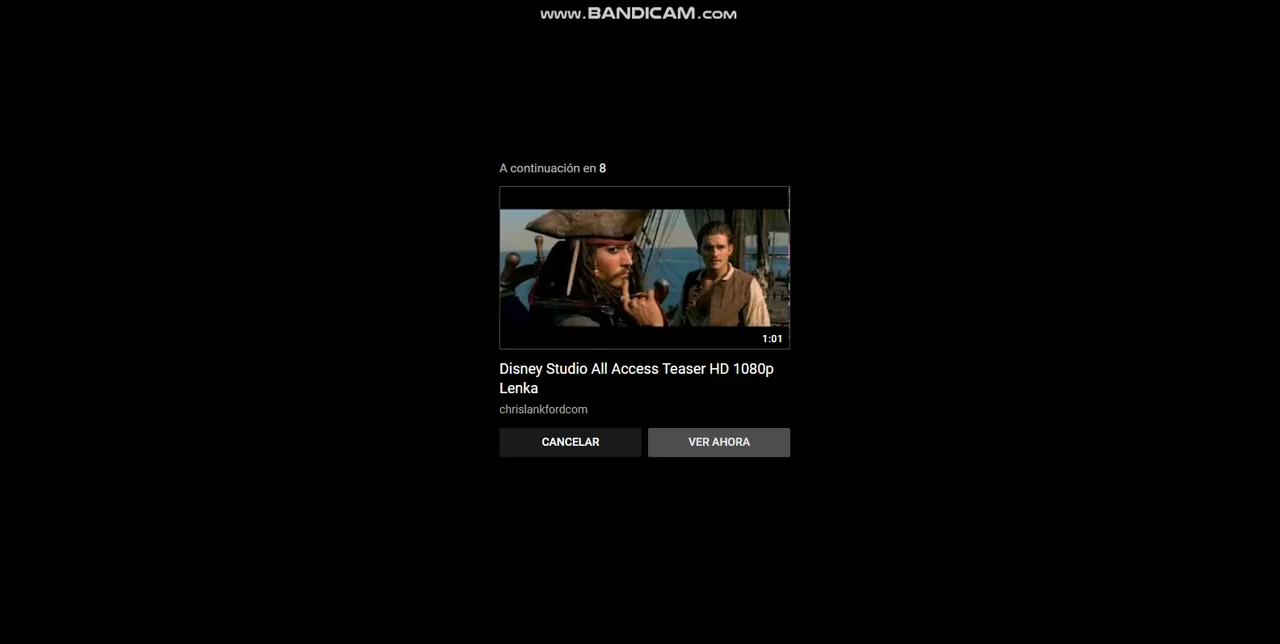 www.BANDICAM.com
A continuación en 8
1:01
Disney Studio All Access Teaser HD 1080p
Lenka
chrislankfordcom
CANCELAR
VER AHORA